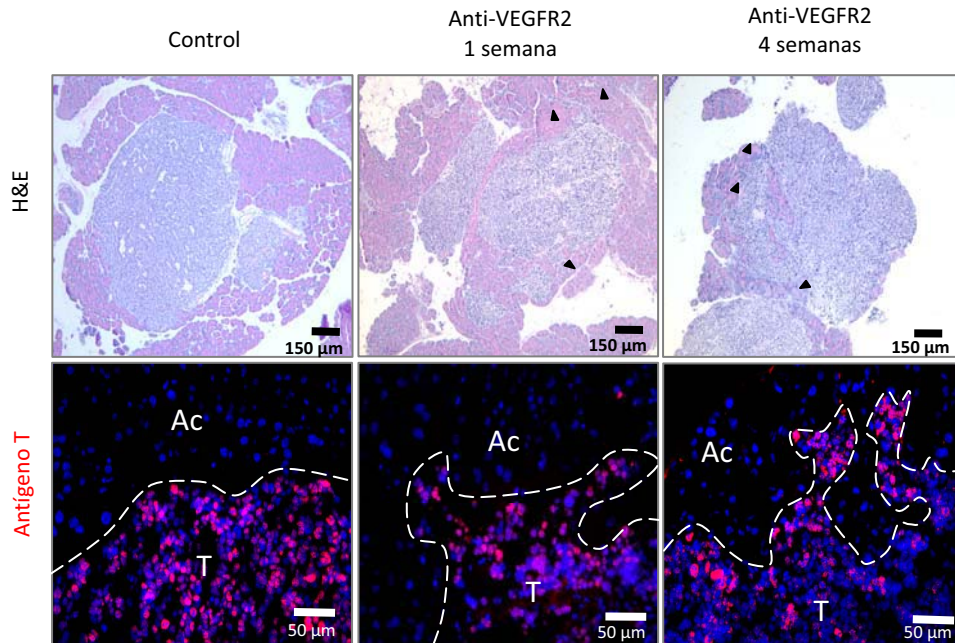 Control
Anti-VEGFR2
1 semana
Anti-VEGFR2
4 semanas
H&E
150 µm
150 µm
150 µm
Antígeno T
Ac
T
50 µm
Ac
T
50 µm
Ac
T
50 µm